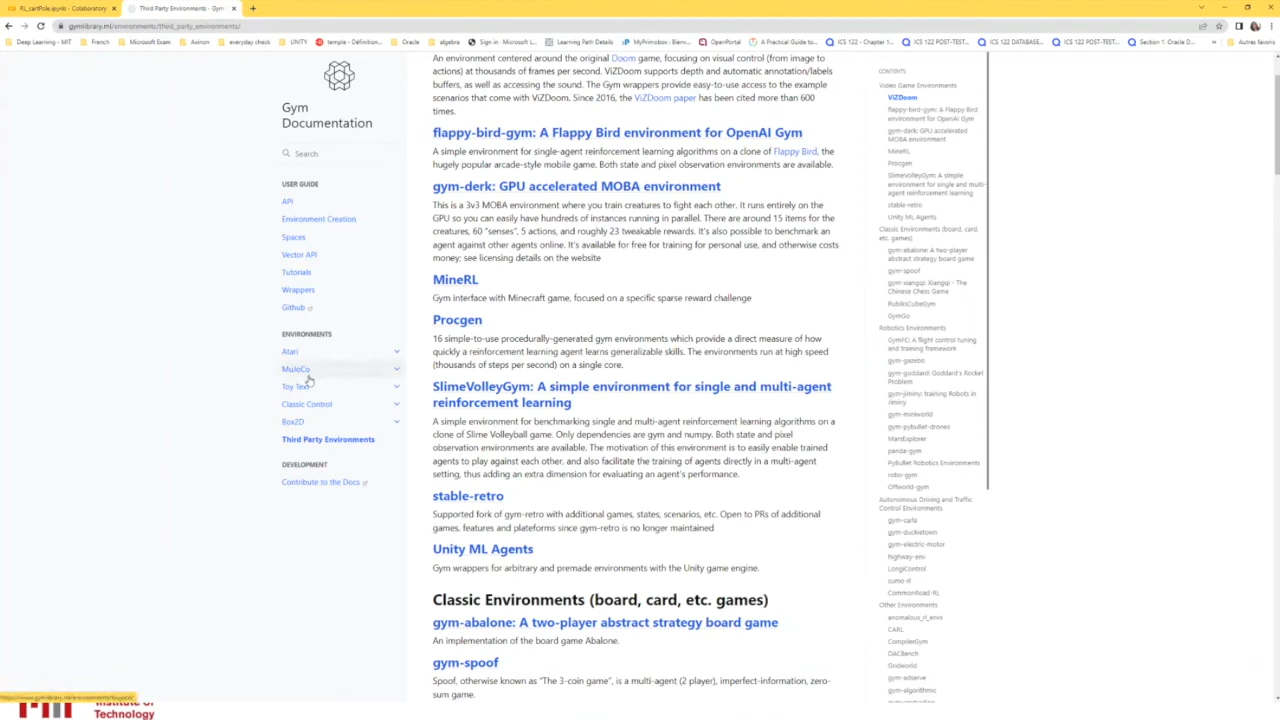 RL_cartPole.ipynb - Colaboratory
Third Party Environments - Gym
gymlibrary.ml/environments/third_party_environments/
Deep Learning - MIT
French
Microsoft Exam
Axinon
everyday check
UNITY
temple - Définition...
Oracle
algebra
Sign in - Microsoft L...
Learning Path Details
MyPrimobox : Bienv...
OpenPortal
A Practical Guide to...
ICS 122 - Chapter 1...
ICS 122 POST-TEST...
ICS 122 DATABASE...
ICS 122 POST-TEST...
Section 1. Oracle D...
»
Autres favoris
Gym
Documentation
Search
USER GUIDE
API
Environment Creation
Spaces
Vector API
Tutorials
Wrappers
Github
ENVIRONMENTS
Atari
MuJoCo
Toy Text
Classic Control
Box2D
Third Party Environments
DEVELOPMENT
Contribute to the Docs
An environment centered around the original Doom game, focusing on visual control (from image to
actions) at thousands of frames per second. ViZDoom supports depth and automatic annotation/labels
buffers, as well as accessing the sound. The Gym wrappers provide easy-to-use access to the example
scenarios that come with ViZDoom. Since 2016, the ViZDoom paper has been cited more than 600
times.
flappy-bird-gym: A Flappy Bird environment for OpenAI Gym
A simple environment for single-agent reinforcement learning algorithms on a clone of Flappy Bird, the
hugely popular arcade-style mobile game. Both state and pixel observation environments are available.
gym-derk: GPU accelerated MOBA environment
This is a 3v3 MOBA environment where you train creatures to fight each other. It runs entirely on the
GPU so you can easily have hundreds of instances running in parallel. There are around 15 items for the
creatures, 60 “senses”, 5 actions, and roughly 23 tweakable rewards. It's also possible to benchmark an
agent against other agents online. It's available for free for training for personal use, and otherwise costs
money; see licensing details on the website
MineRL
Gym interface with Minecraft game, focused on a specific sparse reward challenge
Procgen
16 simple-to-use procedurally-generated gym environments which provide a direct measure of how
quickly a reinforcement learning agent learns generalizable skills. The environments run at high speed
(thousands of steps per second) on a single core.
SlimeVolleyGym: A simple environment for single and multi-agent
reinforcement learning
A simple environment for benchmarking single and multi-agent reinforcement learning algorithms on a
clone of Slime Volleyball game. Only dependencies are gym and numpy. Both state and pixel
observation environments are available. The motivation of this environment is to easily enable trained
agents to play against each other, and also facilitate the training of agents directly in a multi-agent
setting, thus adding an extra dimension for evaluating an agent's performance.
stable-retro
Supported fork of gym-retro with additional games, states, scenarios, etc. Open to PRs of additional
games, features and plateforms since gym-retro is no longer maintained
Unity ML Agents
Gym wrappers for arbitrary and premade environments with the Unity game engine.
Classic Environments (board, card, etc. games)
gym-abalone: A two-player abstract strategy board game
An implementation of the board game Abalone.
gym-spoof
Spoof, otherwise known as “The 3-coin game”, is a multi-agent (2 player), imperfect-information, zero-
sum game.
CONTENTS
Video Game Environments
ViZDoom
flappy-bird-gym: A Flappy Bird
environment for OpenAI Gym
gym-derk: GPU accelerated
MOBA environment
MineRL
Procgen
SlimeVolleyGym: A simple
environment for single and multi-
agent reinforcement learning
stable-retro
Unity ML Agents
Classic Environments (board, card,
etc. games)
gym-abalone: A two-player
abstract strategy board game
gym-spoof
gym-xiangqi: Xiangqi - The
Chinese Chess Game
RubiksCubeGym
GymGo
Robotics Environments
GymFC: A flight control tuning
and training framework
gym-gazebo
gym-goddard: Goddard's Rocket
Problem
gym-jiminy: training Robots in
Jiminy
gym-miniworld
gym-pybullet-drones
MarsExplorer
panda-gym
PyBullet Robotics Environments
robo-gym
Offworld-gym
Autonomous Driving and Traffic
Control Environments
gym-carla
gym-duckietown
gym-electric-motor
highway-env
LongiControl
sumo-rl
CommonRoad-RL
Other Environments
anomalous_rl_envs
CARL
CompilerGym
DACBench
Gridworld
gym-adserve
gym-algorithmic
Institute of
Technology